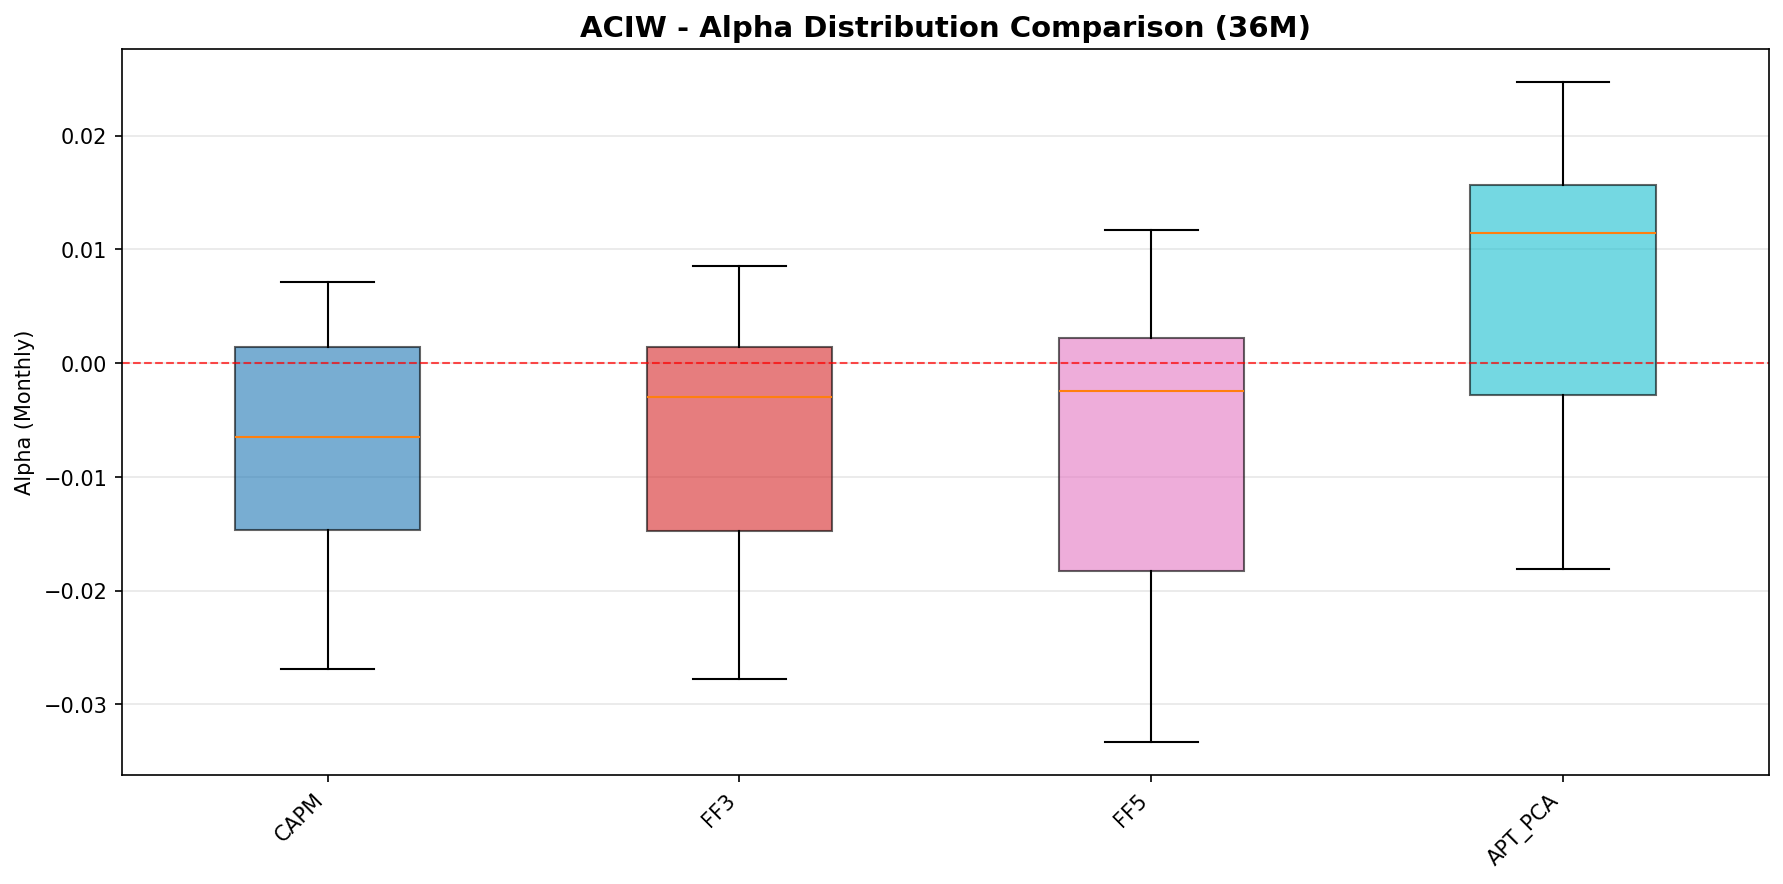 ACIW - Alpha Distribution Comparison (36M)
Alpha (Monthly)
0.02
0.01
0.00
−0.01
−0.02
−0.03
CAPM
FF3
FF5
APT_PCA